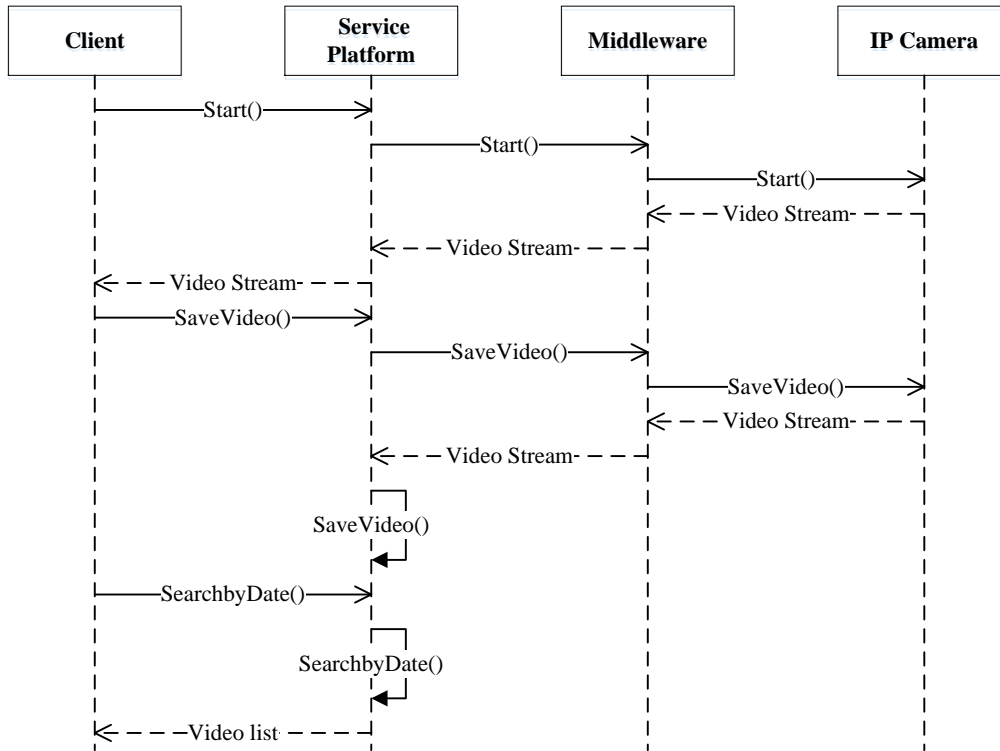 Client
Service
Platform
Middleware
IP Camera
Start()
Start()
Start()
Video Stream
Video Stream
Video Stream
SaveVideo()
SaveVideo()
SaveVideo()
Video Stream
Video Stream
SaveVideo()
SearchbyDate()
SearchbyDate()
Video list